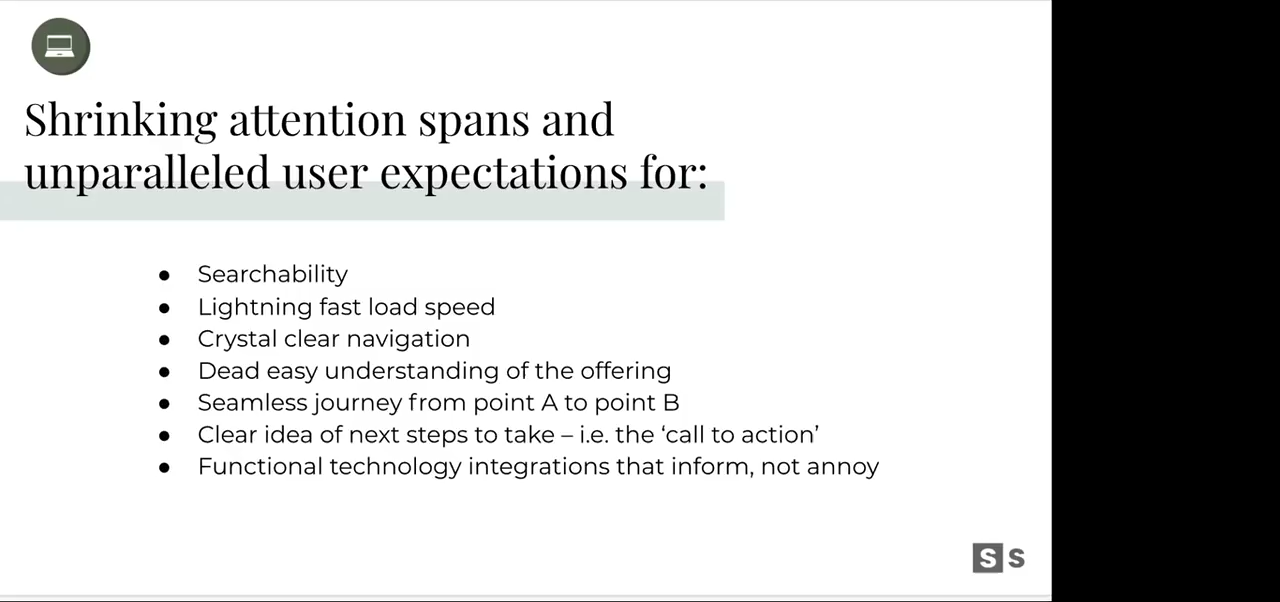 Shrinking attention spans and
unparalleled user expectations for:
● Searchability
● Lightning fast load speed
● Crystal clear navigation
● Dead easy understanding of the offering
● Seamless journey from point A to point B
● Clear idea of next steps to take – i.e. the ‘call to action’
● Functional technology integrations that inform, not annoy
S S